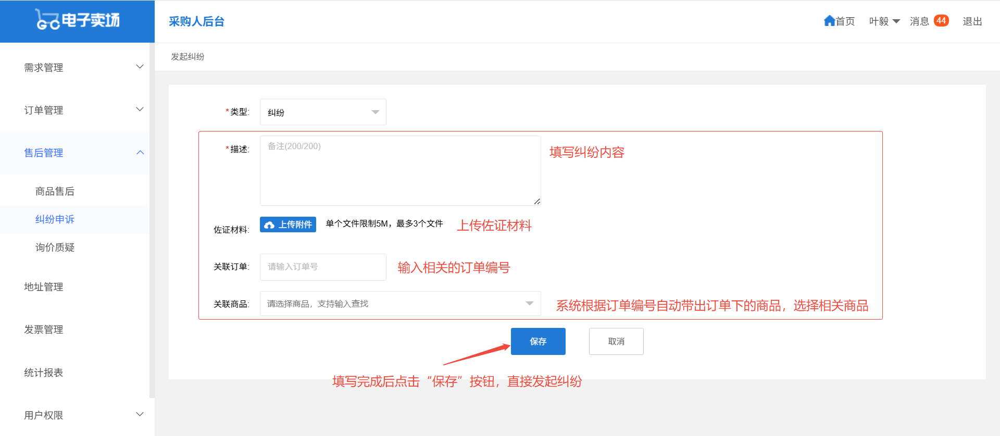 电子卖场
采购人后台
首页 叶毅 消息 44 退出
发起纠纷
需求管理
订单管理
售后管理
商品售后
纠纷申诉
询价质疑
地址管理
发票管理
统计报表
用户权限
*类型: 纠纷
*描述: 备注(200/200) 填写纠纷内容
佐证材料: 上传附件 单个文件限制5M，最多3个文件 上传佐证材料
关联订单: 请输入订单号 输入相关的订单编号
关联商品: 请选择商品，支持输入查找 系统根据订单编号自动带出订单下的商品，选择相关商品
保存 取消
填写完成后点击“保存”按钮，直接发起纠纷